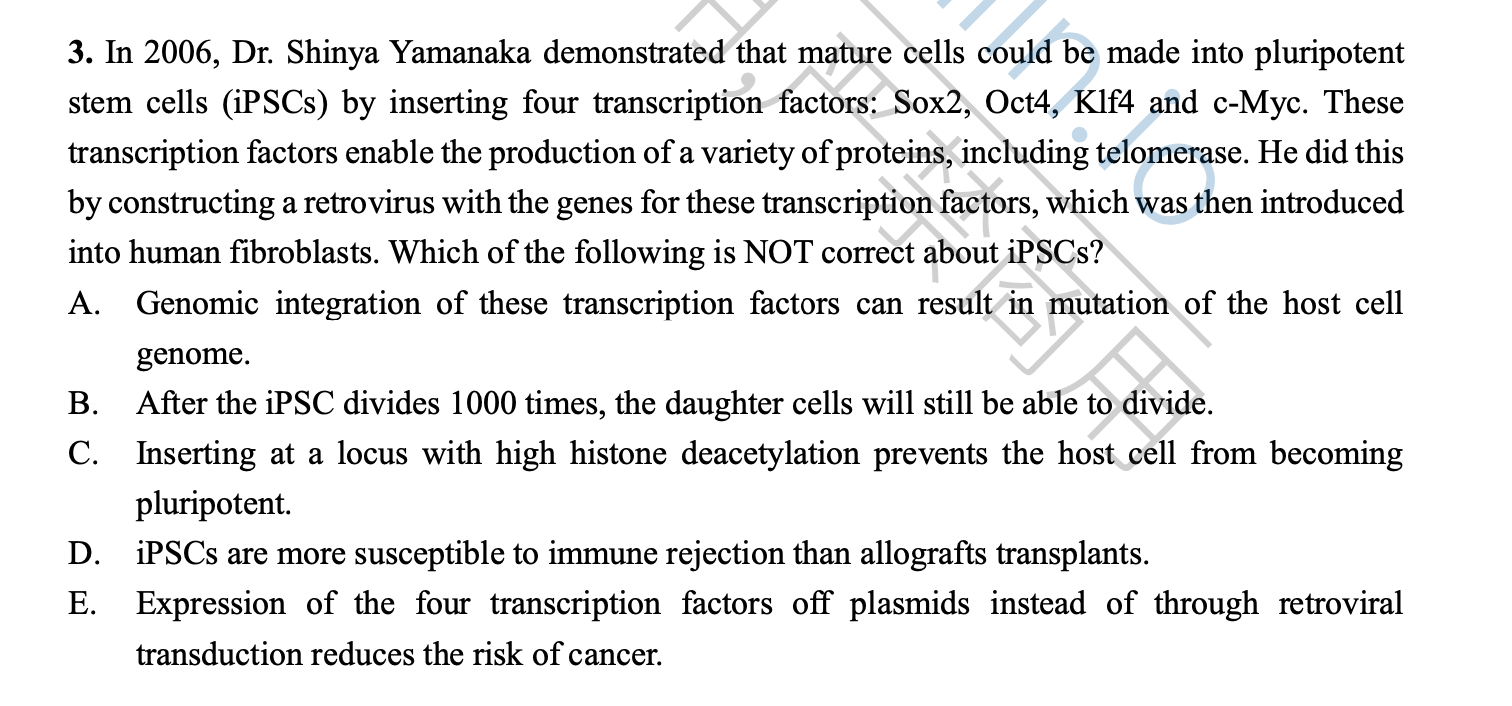 3. In 2006, Dr. Shinya Yamanaka demonstrated that mature cells could be made into pluripotent
stem cells (iPSCs) by inserting four transcription factors: Sox2, Oct4, Klf4 and c-Myc. These
transcription factors enable the production of a variety of proteins, including telomerase. He did this
by constructing a retrovirus with the genes for these transcription factors, which was then introduced
into human fibroblasts. Which of the following is NOT correct about iPSCs?
A. Genomic integration of these transcription factors can result in mutation of the host cell
genome.
B. After the iPSC divides 1000 times, the daughter cells will still be able to divide.
C. Inserting at a locus with high histone deacetylation prevents the host cell from becoming
pluripotent.
D. iPSCs are more susceptible to immune rejection than allografts transplants.
E. Expression of the four transcription factors off plasmids instead of through retroviral
transduction reduces the risk of cancer.
严禁商用